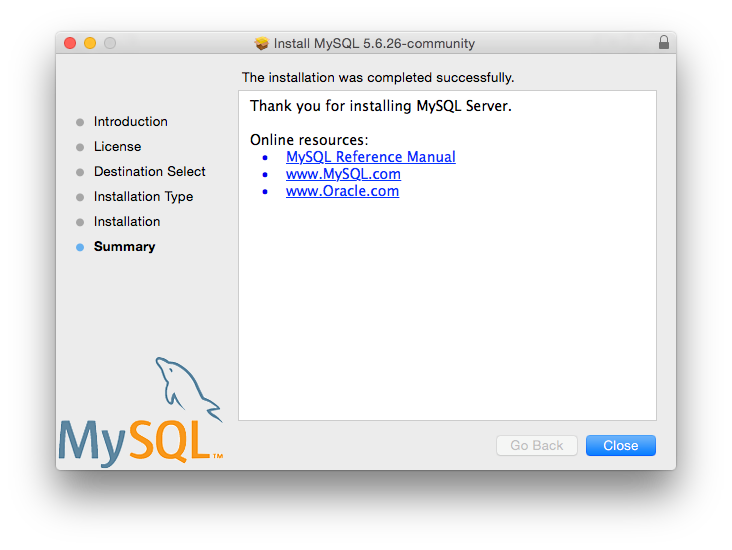 Install MySQL 5.6.26-community
The installation was completed successfully.
Introduction
License
Destination Select
Installation Type
Installation
Summary
Thank you for installing MySQL Server.
Online resources:
• MySQL Reference Manual
• www.MySQL.com
• www.Oracle.com
MySQL™
Go Back
Close